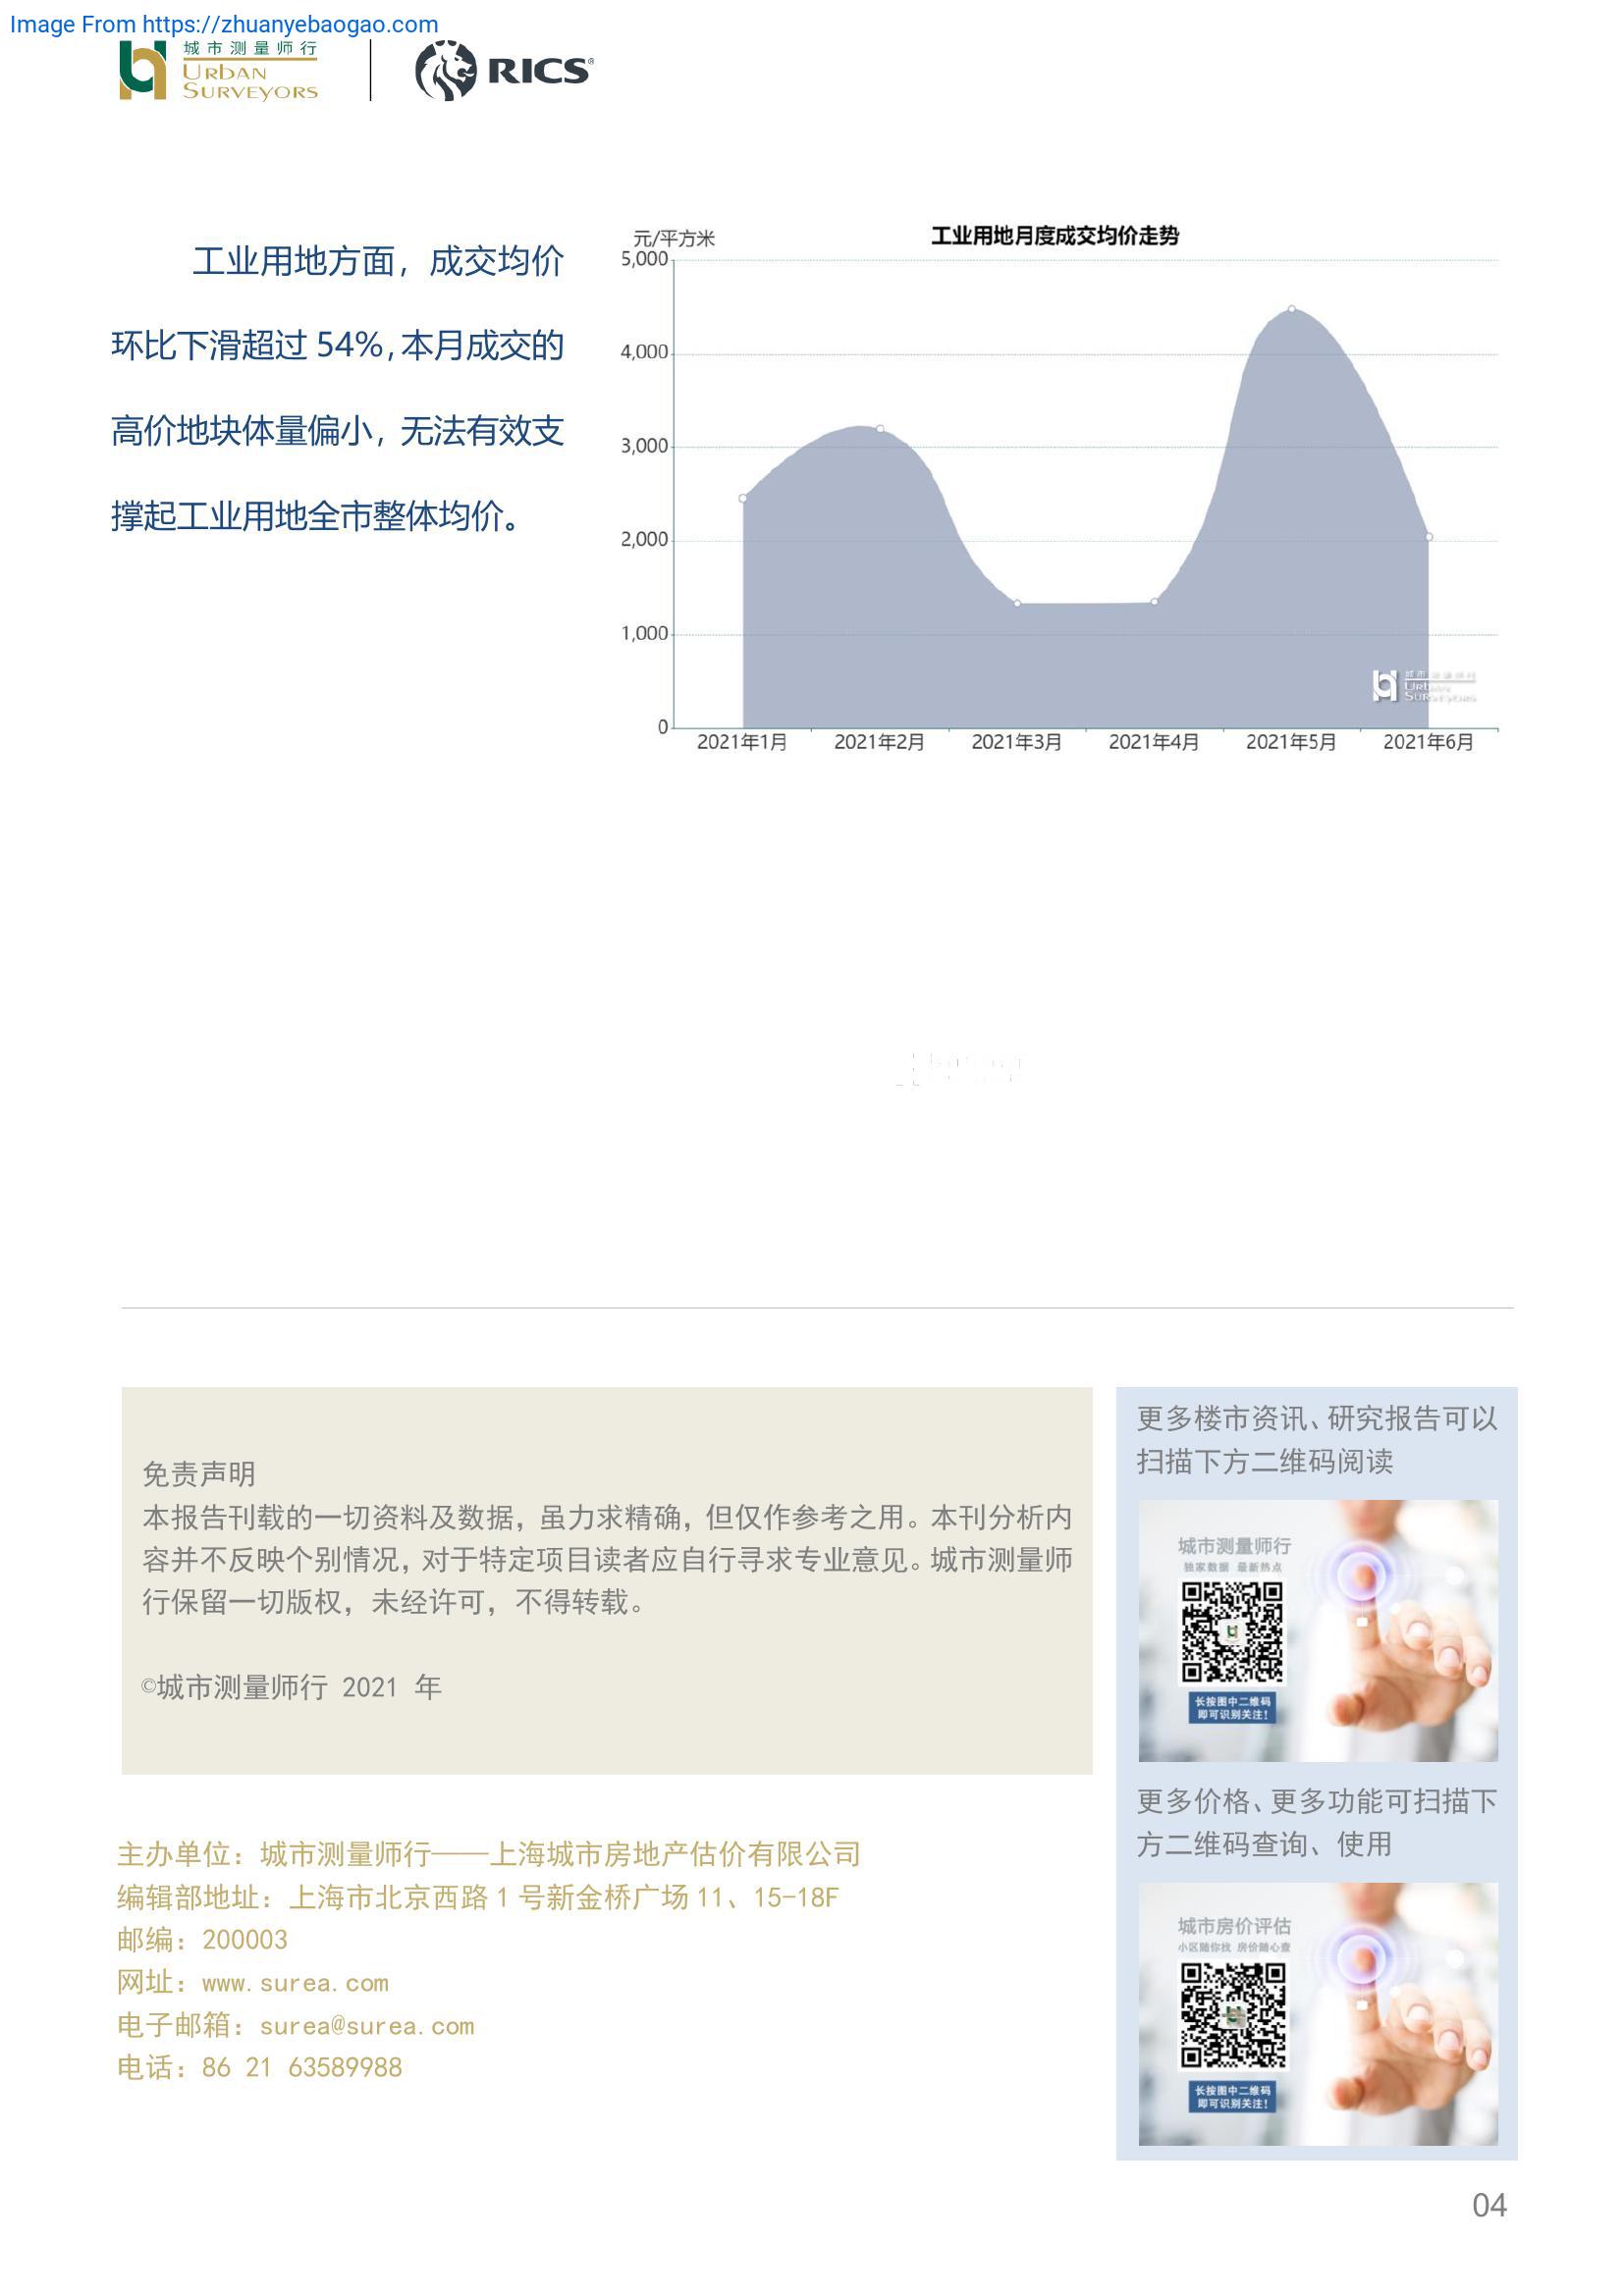 Image From https://zhuanyebaogao.com
城市测量师行
URBAN
SURVEYORS
RICS®
工业用地方面，成交均价
环比下滑超过 54%，本月成交的
高价地块体量偏小，无法有效支
撑起工业用地全市整体均价。
工业用地月度成交均价走势
元/平方米
5,000
4,000
3,000
2,000
1,000
0
2021年1月 2021年2月 2021年3月 2021年4月 2021年5月 2021年6月
城市测量师行
URBAN
SURVEYORS
免责声明
本报告刊载的一切资料及数据，虽力求精确，但仅作参考之用。本刊分析内
容并不反映个别情况，对于特定项目读者应自行寻求专业意见。城市测量师
行保留一切版权，未经许可，不得转载。
©城市测量师行 2021 年
主办单位：城市测量师行——上海城市房地产估价有限公司
编辑部地址：上海市北京西路 1 号新金桥广场 11、15-18F
邮编：200003
网址：www.surea.com
电子邮箱：surea@surea.com
电话：86 21 63589988
更多楼市资讯、研究报告可以
扫描下方二维码阅读
城市测量师行
独家数据 最新热点
长按图中二维码
即可识别关注！
更多价格、更多功能可扫描下
方二维码查询、使用
城市房价评估
小区随你找 房价随心查
长按图中二维码
即可识别关注！
04